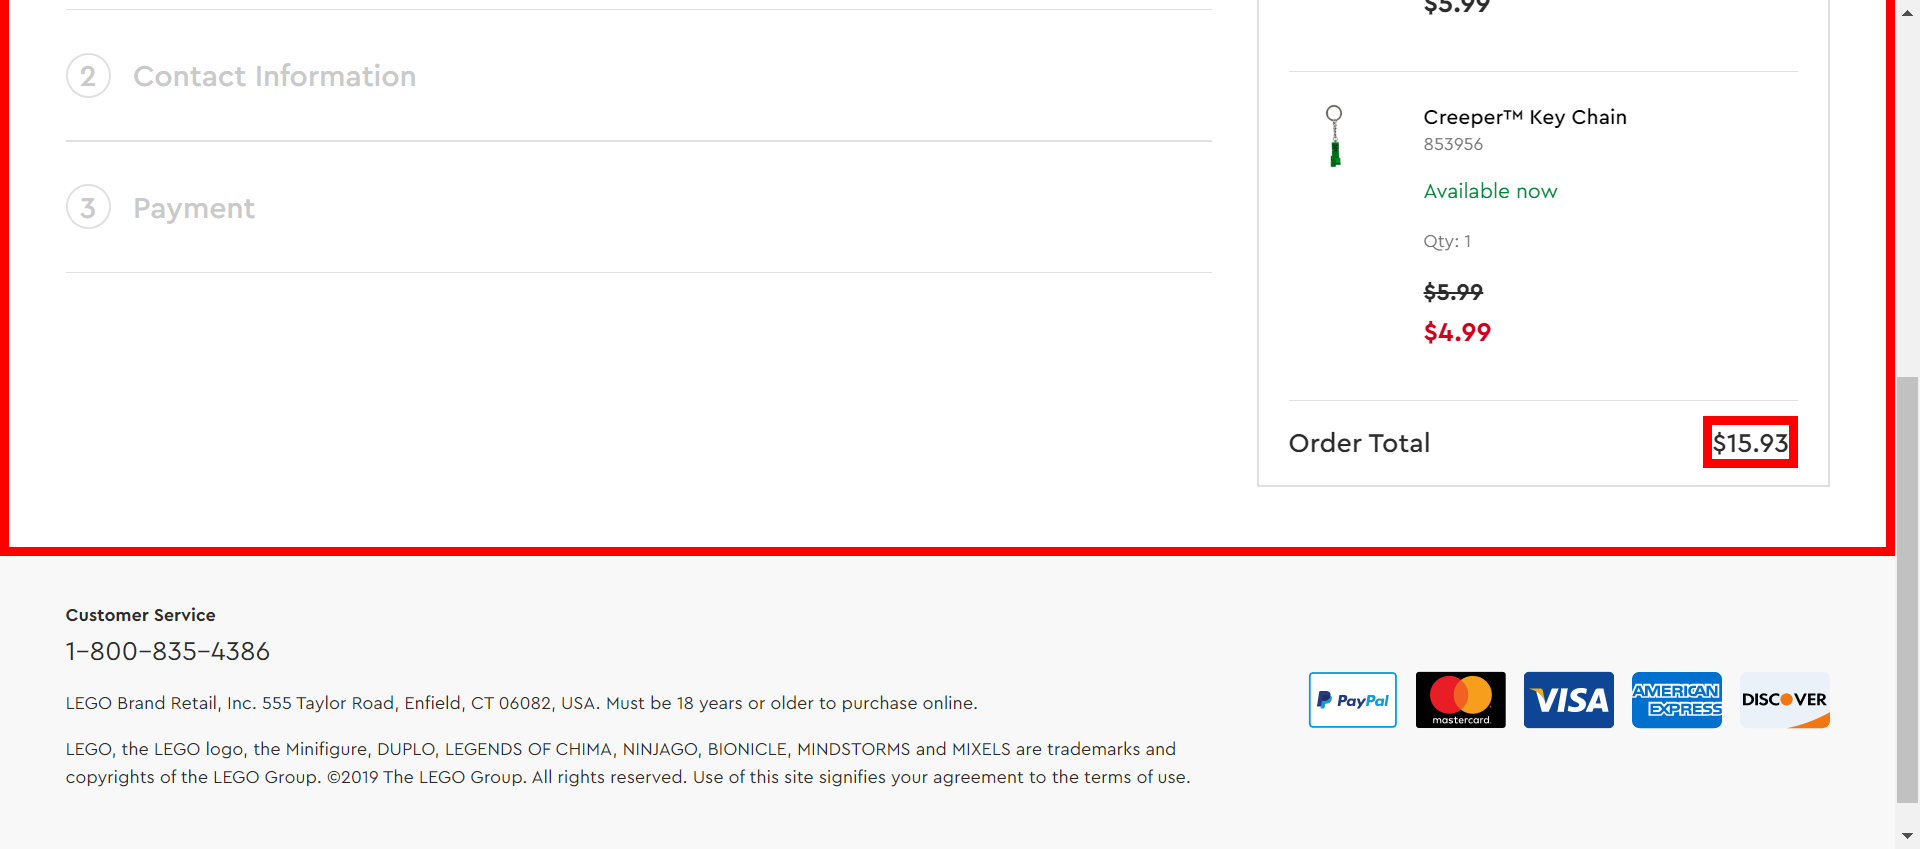 $5.99
2 Contact Information
3 Payment
Creeper™ Key Chain
853956
Available now
Qty: 1
$5.99
$4.99
Order Total $15.93
Customer Service
1-800-835-4386
LEGO Brand Retail, Inc. 555 Taylor Road, Enfield, CT 06082, USA. Must be 18 years or older to purchase online.
LEGO, the LEGO logo, the Minifigure, DUPLO, LEGENDS OF CHIMA, NINJAGO, BIONICLE, MINDSTORMS and MIXELS are trademarks and
copyrights of the LEGO Group. ©2019 The LEGO Group. All rights reserved. Use of this site signifies your agreement to the terms of use.
PayPal
mastercard.
VISA
AMERICAN
EXPRESS
DISCOVER